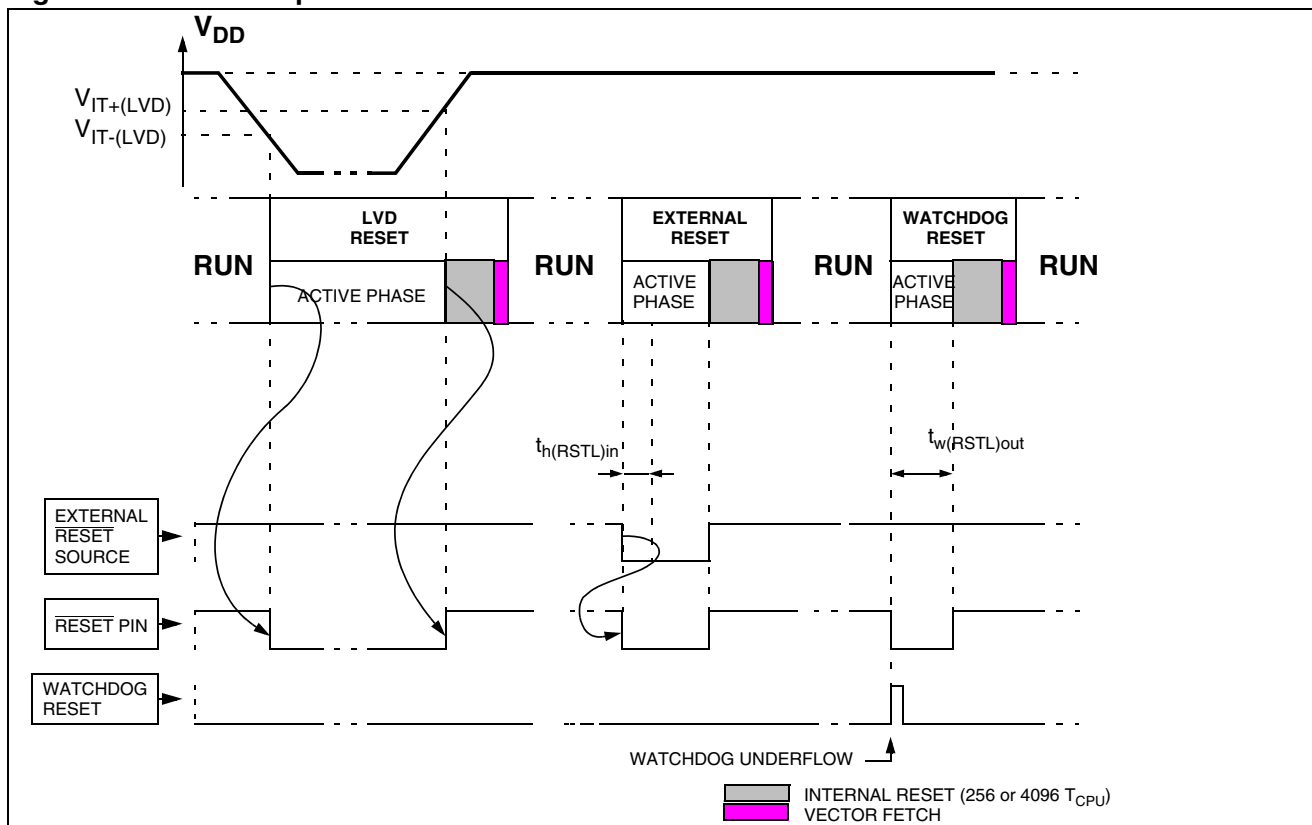 V_DD
V_IT+(LVD)
V_IT-(LVD)
LVD
RESET
EXTERNAL
RESET
WATCHDOG
RESET
RUN
RUN
RUN
RUN
ACTIVE PHASE
ACTIVE
PHASE
ACTIVE
PHASE
t_h(RSTL)in
t_w(RSTL)out
EXTERNAL
RESET
SOURCE
RESET PIN
WATCHDOG
RESET
WATCHDOG UNDERFLOW
INTERNAL RESET (256 or 4096 T_CPU)
VECTOR FETCH